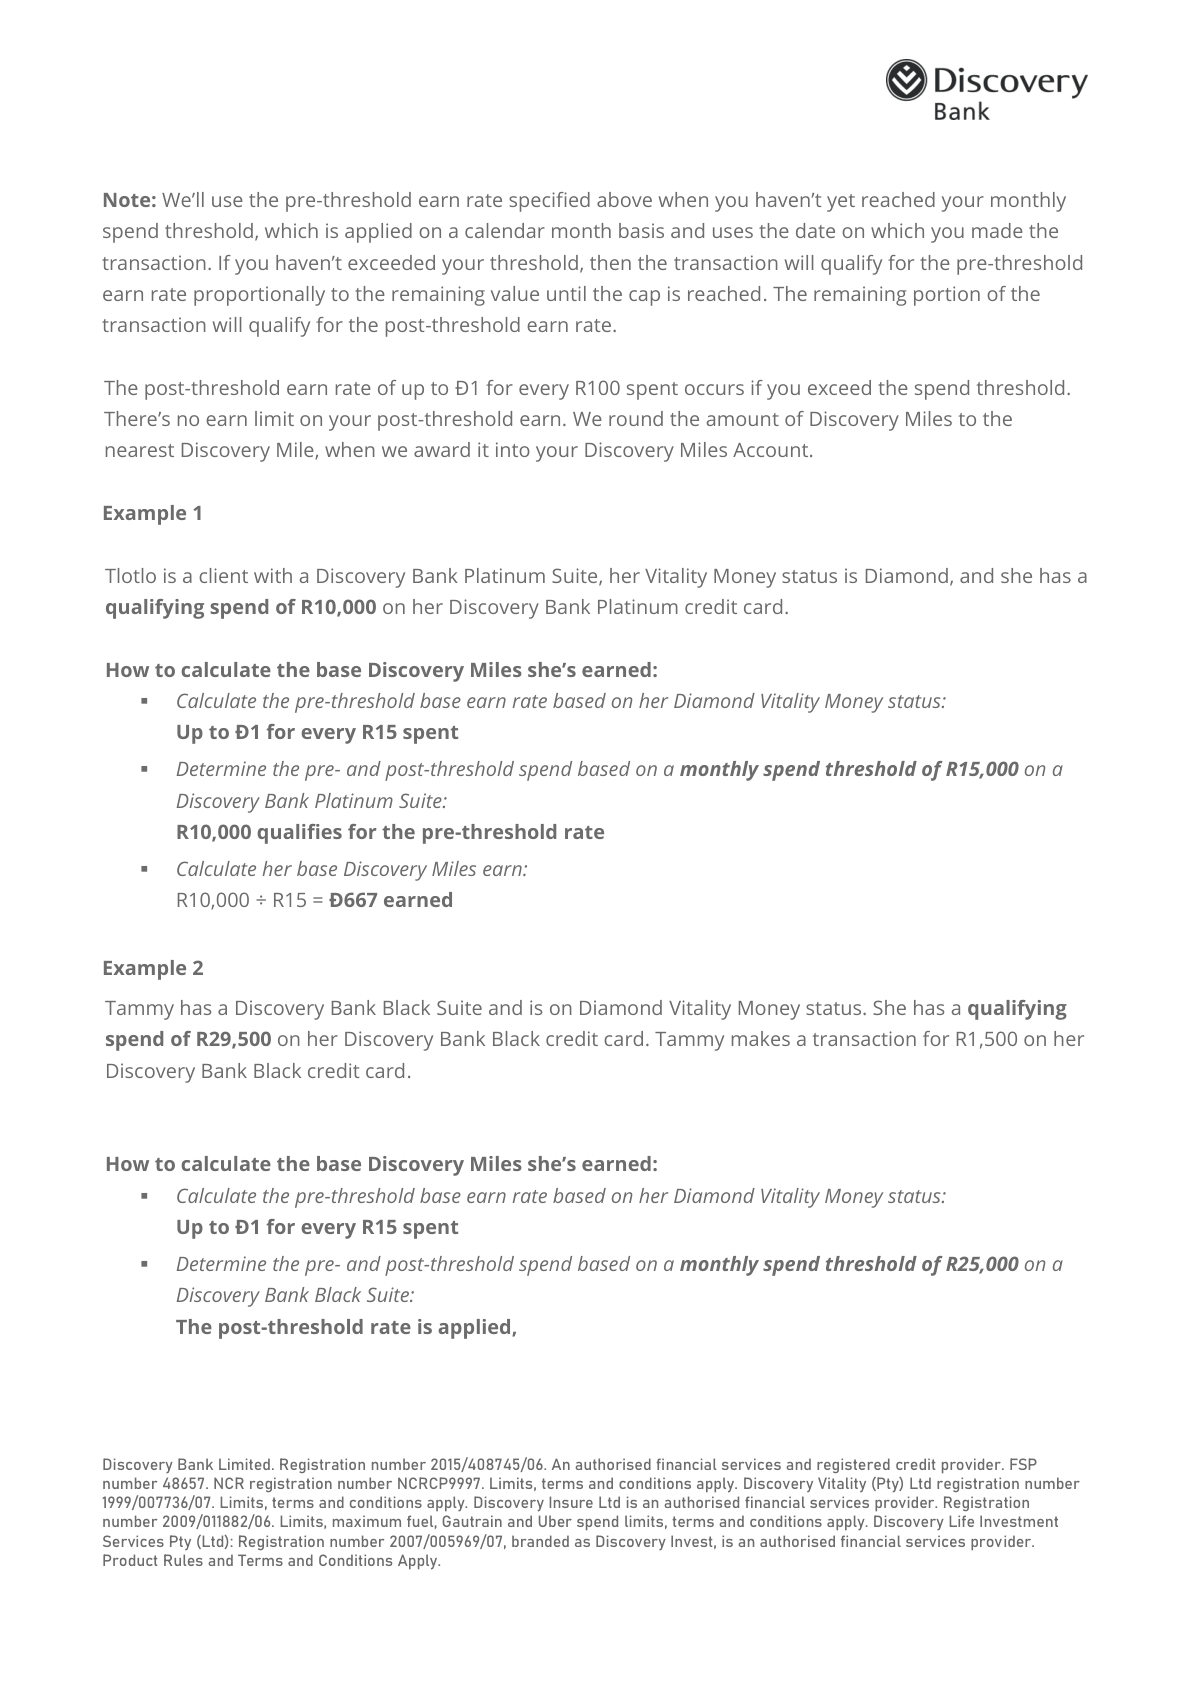 Discovery
Bank
Note: We’ll use the pre-threshold earn rate specified above when you haven’t yet reached your monthly
spend threshold, which is applied on a calendar month basis and uses the date on which you made the
transaction. If you haven’t exceeded your threshold, then the transaction will qualify for the pre-threshold
earn rate proportionally to the remaining value until the cap is reached. The remaining portion of the
transaction will qualify for the post-threshold earn rate.
The post-threshold earn rate of up to Đ1 for every R100 spent occurs if you exceed the spend threshold.
There’s no earn limit on your post-threshold earn. We round the amount of Discovery Miles to the
nearest Discovery Mile, when we award it into your Discovery Miles Account.
Example 1
Tlotlo is a client with a Discovery Bank Platinum Suite, her Vitality Money status is Diamond, and she has a
qualifying spend of R10,000 on her Discovery Bank Platinum credit card.
How to calculate the base Discovery Miles she’s earned:
▪ Calculate the pre-threshold base earn rate based on her Diamond Vitality Money status:
Up to Đ1 for every R15 spent
▪ Determine the pre- and post-threshold spend based on a monthly spend threshold of R15,000 on a
Discovery Bank Platinum Suite:
R10,000 qualifies for the pre-threshold rate
▪ Calculate her base Discovery Miles earn:
R10,000 ÷ R15 = Đ667 earned
Example 2
Tammy has a Discovery Bank Black Suite and is on Diamond Vitality Money status. She has a qualifying
spend of R29,500 on her Discovery Bank Black credit card. Tammy makes a transaction for R1,500 on her
Discovery Bank Black credit card.
How to calculate the base Discovery Miles she’s earned:
▪ Calculate the pre-threshold base earn rate based on her Diamond Vitality Money status:
Up to Đ1 for every R15 spent
▪ Determine the pre- and post-threshold spend based on a monthly spend threshold of R25,000 on a
Discovery Bank Black Suite:
The post-threshold rate is applied,
Discovery Bank Limited. Registration number 2015/408745/06. An authorised financial services and registered credit provider. FSP
number 48657. NCR registration number NCRCP9997. Limits, terms and conditions apply. Discovery Vitality (Pty) Ltd registration number
1999/007736/07. Limits, terms and conditions apply. Discovery Insure Ltd is an authorised financial services provider. Registration
number 2009/011882/06. Limits, maximum fuel, Gautrain and Uber spend limits, terms and conditions apply. Discovery Life Investment
Services Pty (Ltd): Registration number 2007/005969/07, branded as Discovery Invest, is an authorised financial services provider.
Product Rules and Terms and Conditions Apply.